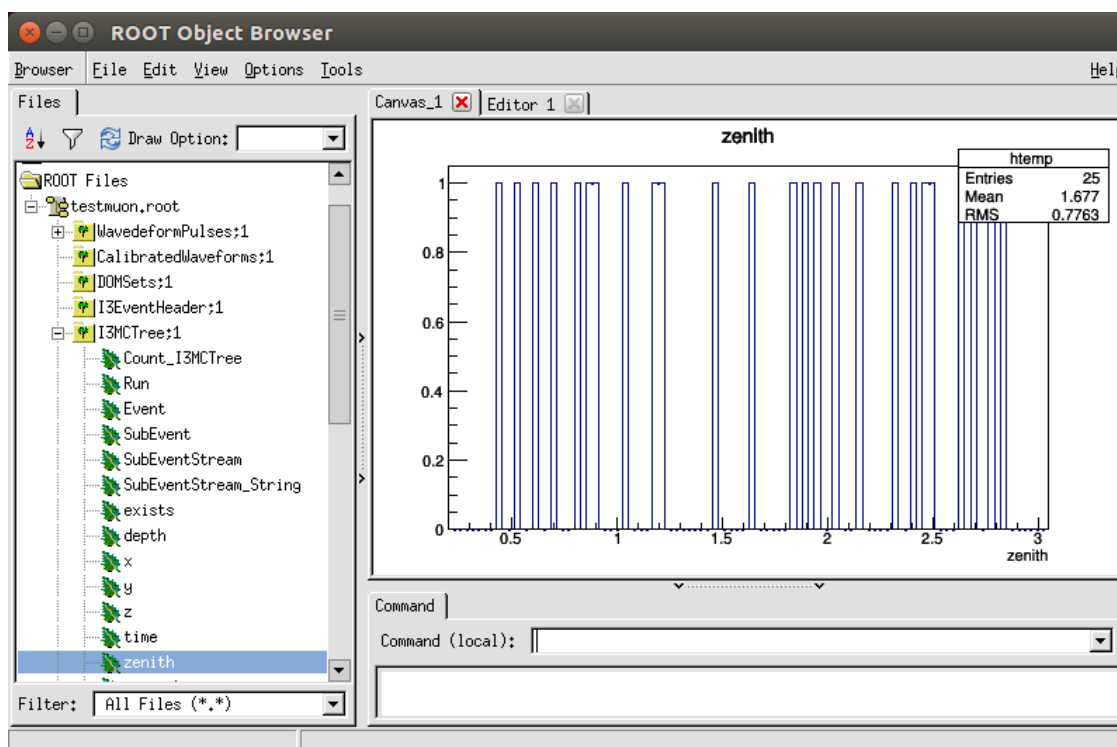 ROOT Object Browser
Browser File Edit View Options Tools Help
Files
Draw Option:
ROOT Files
testmuon.root
WavedeformPulses;1
CalibratedWaveforms;1
DOMSets;1
I3EventHeader;1
I3MCTree;1
Count_I3MCTree
Run
Event
SubEvent
SubEventStream
SubEventStream_String
exists
depth
x
y
z
time
zenith
Filter: All Files (*.*)
Canvas_1 Editor 1
zenith
htemp
Entries 25
Mean 1.677
RMS 0.7763
1
0.8
0.6
0.4
0.2
0
0.5 1 1.5 2 2.5 3
zenith
Command
Command (local):